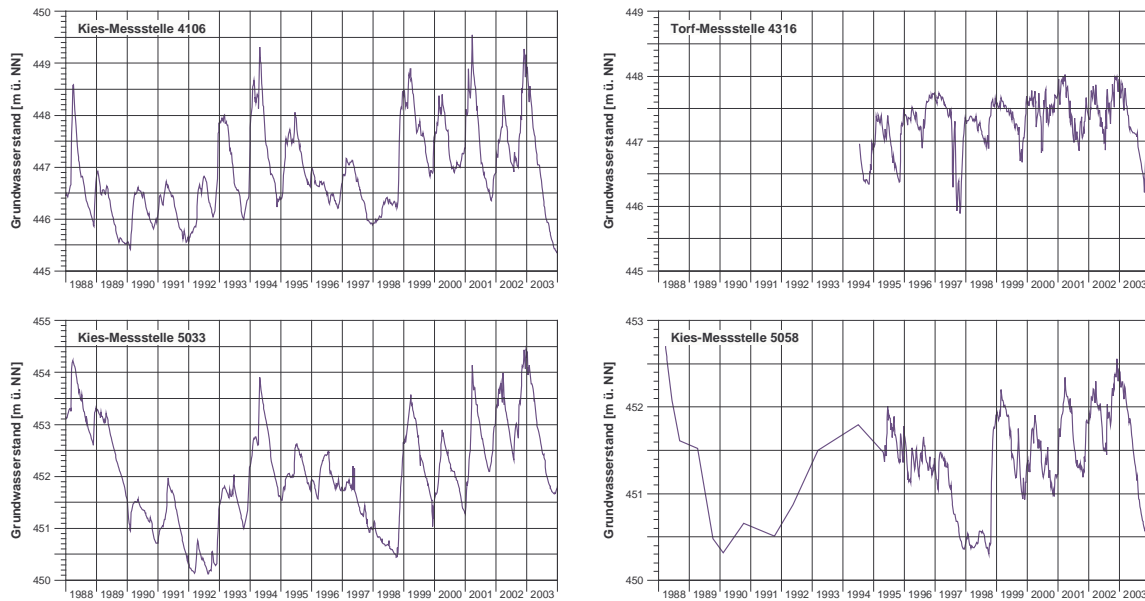 Kies-Messstelle 4106
Grundwasserstand [m ü. NN]
450
449
448
447
446
445
1988 1989 1990 1991 1992 1993 1994 1995 1996 1997 1998 1999 2000 2001 2002 2003
Torf-Messstelle 4316
Grundwasserstand [m ü. NN]
449
448
447
446
445
1988 1989 1990 1991 1992 1993 1994 1995 1996 1997 1998 1999 2000 2001 2002 2003
Kies-Messstelle 5033
Grundwasserstand [m ü. NN]
455
454
453
452
451
450
1988 1989 1990 1991 1992 1993 1994 1995 1996 1997 1998 1999 2000 2001 2002 2003
Kies-Messstelle 5058
Grundwasserstand [m ü. NN]
453
452
451
450
1988 1989 1990 1991 1992 1993 1994 1995 1996 1997 1998 1999 2000 2001 2002 2003